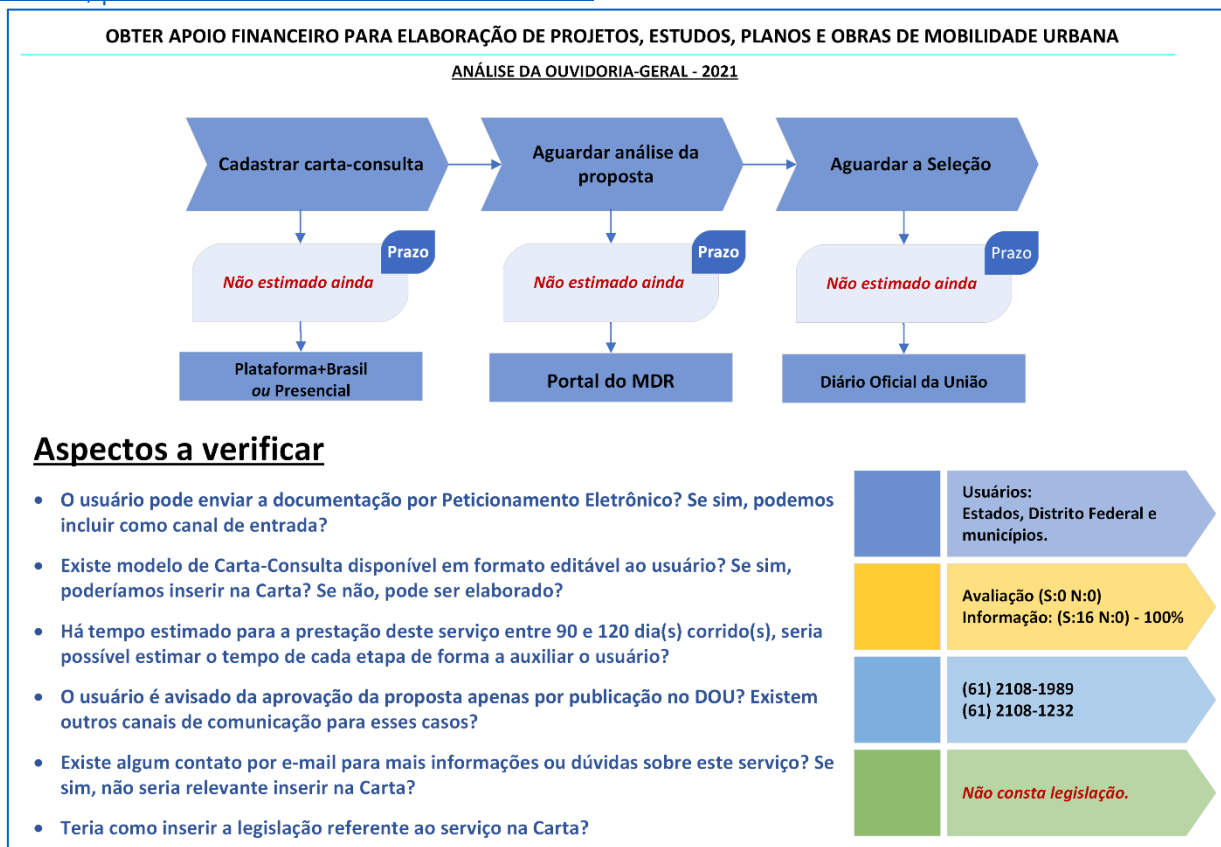 OBTER APOIO FINANCEIRO PARA ELABORAÇÃO DE PROJETOS, ESTUDOS, PLANOS E OBRAS DE MOBILIDADE URBANA
ANÁLISE DA OUVIDORIA-GERAL - 2021
Cadastrar carta-consulta
Aguardar análise da
proposta
Aguardar a Seleção
Prazo
Não estimado ainda
Prazo
Não estimado ainda
Prazo
Não estimado ainda
Plataforma+Brasil
ou Presencial
Portal do MDR
Diário Oficial da União
Aspectos a verificar
• O usuário pode enviar a documentação por Peticionamento Eletrônico? Se sim, podemos
incluir como canal de entrada?
• Existe modelo de Carta-Consulta disponível em formato editável ao usuário? Se sim,
poderíamos inserir na Carta? Se não, pode ser elaborado?
• Há tempo estimado para a prestação deste serviço entre 90 e 120 dia(s) corrido(s), seria
possível estimar o tempo de cada etapa de forma a auxiliar o usuário?
• O usuário é avisado da aprovação da proposta apenas por publicação no DOU? Existem
outros canais de comunicação para esses casos?
• Existe algum contato por e-mail para mais informações ou dúvidas sobre este serviço? Se
sim, não seria relevante inserir na Carta?
• Teria como inserir a legislação referente ao serviço na Carta?
Usuários:
Estados, Distrito Federal e
municípios.
Avaliação (S:0 N:0)
Informação: (S:16 N:0) - 100%
(61) 2108-1989
(61) 2108-1232
Não consta legislação.